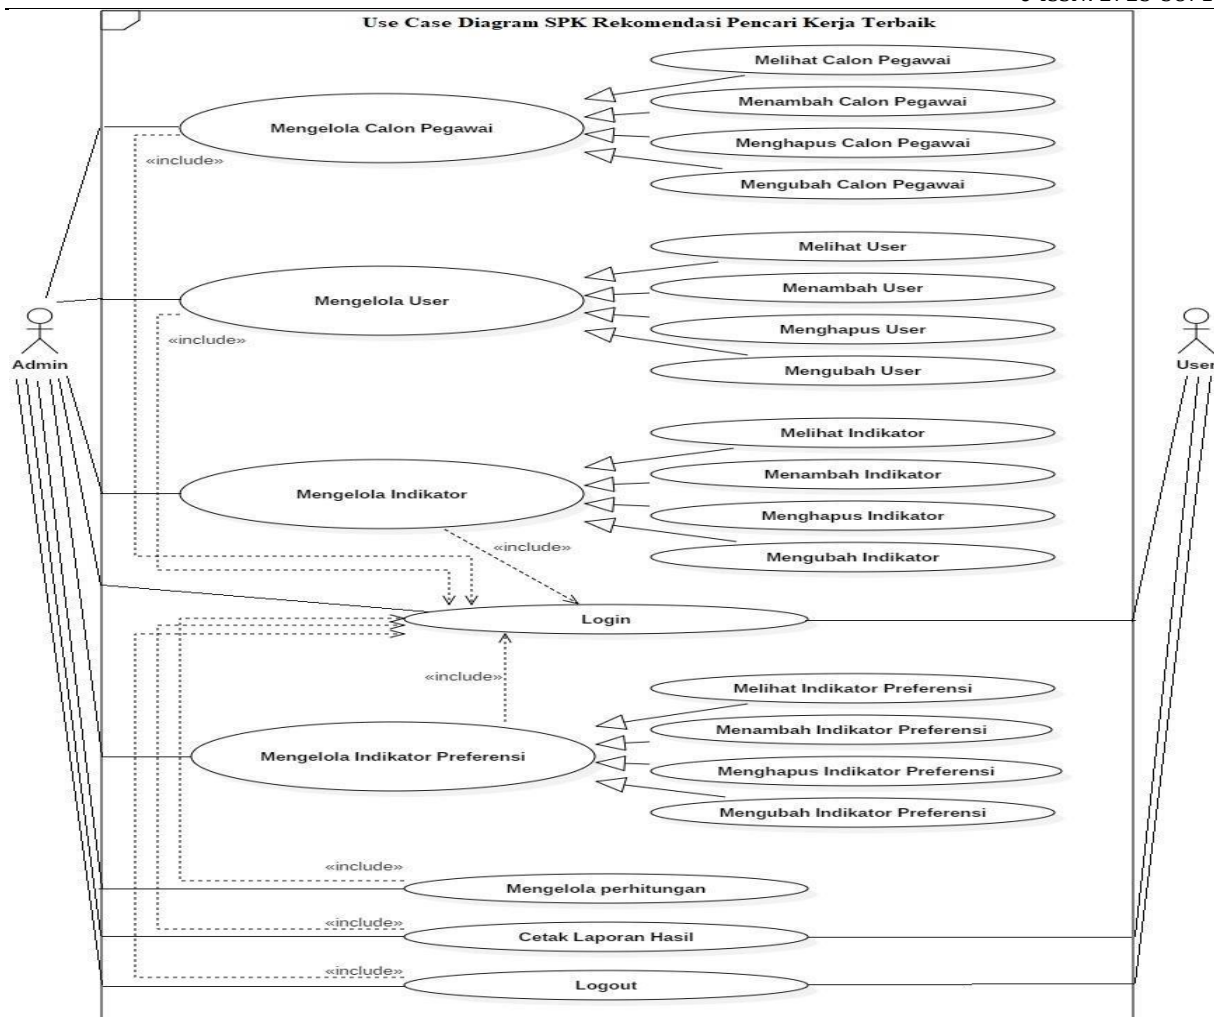 Use Case Diagram SPK Rekomendasi Pencari Kerja Terbaik
Melihat Calon Pegawai
Menambah Calon Pegawai
Mengelola Calon Pegawai
Menghapus Calon Pegawai
«include»
Mengubah Calon Pegawai
Melihat User
Menambah User
Mengelola User
Menghapus User
«include»
Mengubah User
Admin
User
Melihat Indikator
Menambah Indikator
Mengelola Indikator
Menghapus Indikator
«include»
Mengubah Indikator
Login
«include»
Melihat Indikator Preferensi
Menambah Indikator Preferensi
Mengelola Indikator Preferensi
Menghapus Indikator Preferensi
Mengubah Indikator Preferensi
«include»
Mengelola perhitungan
«include»
Cetak Laporan Hasil
«include»
Logout